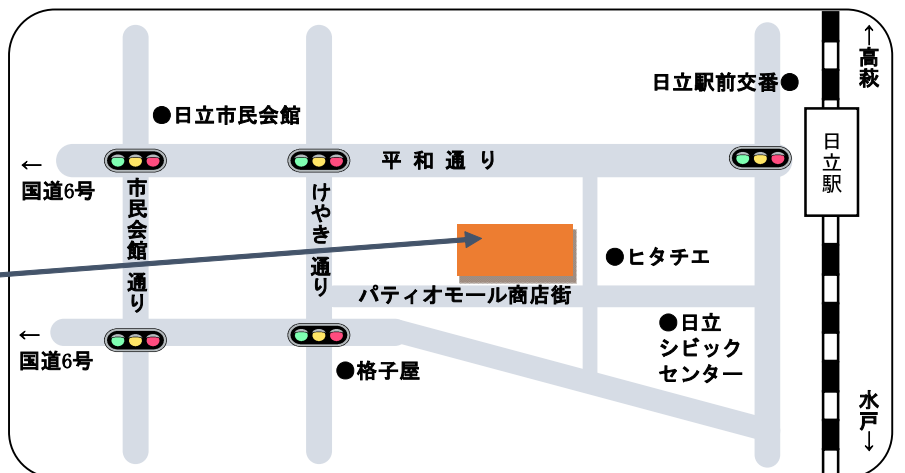 ↑高萩
日立駅前交番
日立市民会館
日立駅
平和通り
←
国道6号
市民会館 通り
けやき 通り
ヒタチエ
パティオモール商店街
日立
シビック
センター
←
国道6号
格子屋
水戸↓